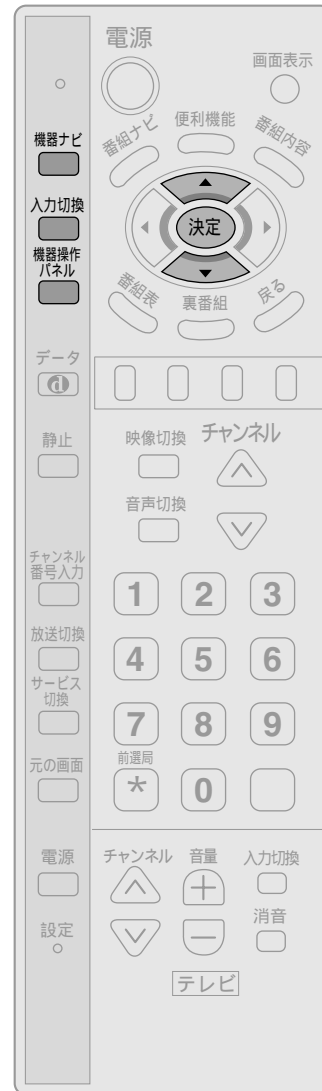 電源
画面表示
機器ナビ
番組ナビ
便利機能
番組内容
入力切換
決定
機器操作
パネル
番組表
裏番組
戻る
データ
d
静止
映像切換
チャンネル
音声切換
チャンネル
番号入力
1 2 3
放送切換
4 5 6
サービス
切換
7 8 9
元の画面
前選局
* 0
電源
チャンネル
音量
入力切換
+
設定
消音
−
テレビ